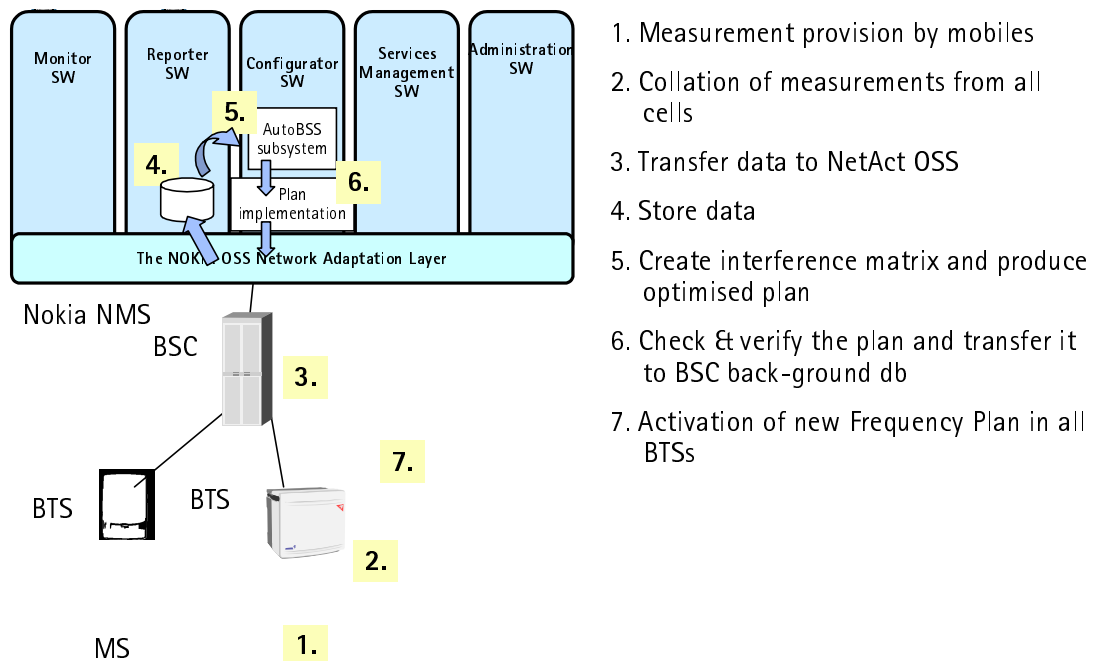 Monitor
SW
Reporter
SW
Configurator
SW
Services
Management
SW
Administration
SW
5.
AutoBSS
subsystem
4.
6.
Plan
implementation
The NOKIA OSS Network Adaptation Layer
Nokia NMS
BSC
3.
7.
BTS
BTS
2.
MS
1.
1. Measurement provision by mobiles
2. Collation of measurements from all
cells
3. Transfer data to NetAct OSS
4. Store data
5. Create interference matrix and produce
optimised plan
6. Check & verify the plan and transfer it
to BSC back-ground db
7. Activation of new Frequency Plan in all
BTSs